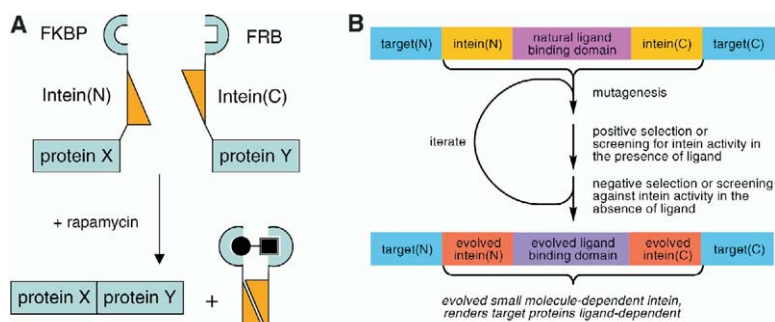 A
FKBP
FRB
Intein(N)
Intein(C)
protein X
protein Y
+ rapamycin
protein X
protein Y
+
B
target(N)
intein(N)
natural ligand
binding domain
intein(C)
target(C)
mutagenesis
iterate
positive selection or
screening for intein activity in
the presence of ligand
negative selection or screening
against intein activity in the
absence of ligand
target(N)
evolved
intein(N)
evolved ligand
binding domain
evolved
intein(C)
target(C)
evolved small molecule-dependent intein,
renders target proteins ligand-dependent